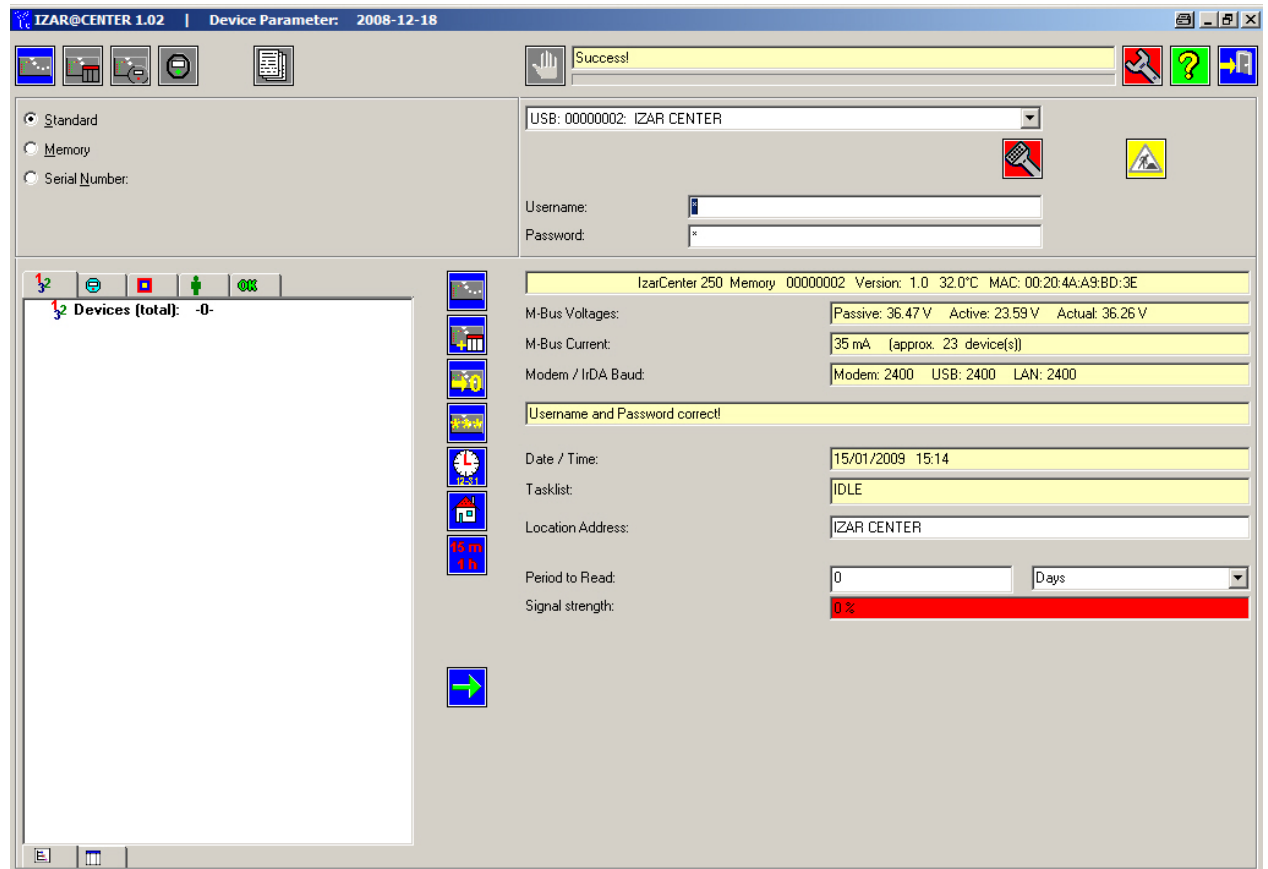 IZAR@CENTER 1.02 | Device Parameter: 2008-12-18
Success!
Standard
Memory
Serial Number:
USB: 00000002: IZAR CENTER
Username: *
Password: *
Devices (total): -0-
OK
12-31
15 m
1 h
IzarCenter 250 Memory 00000002 Version: 1.0 32.0°C MAC: 00:20:4A:A9:BD:3E
M-Bus Voltages: Passive: 36.47 V Active: 23.59 V Actual: 36.26 V
M-Bus Current: 35 mA (approx. 23 device(s))
Modem / IrDA Baud: Modem: 2400 USB: 2400 LAN: 2400
Username and Password correct!
Date / Time: 15/01/2009 15:14
Tasklist: IDLE
Location Address: IZAR CENTER
Period to Read: 0 Days
Signal strength: 0 %